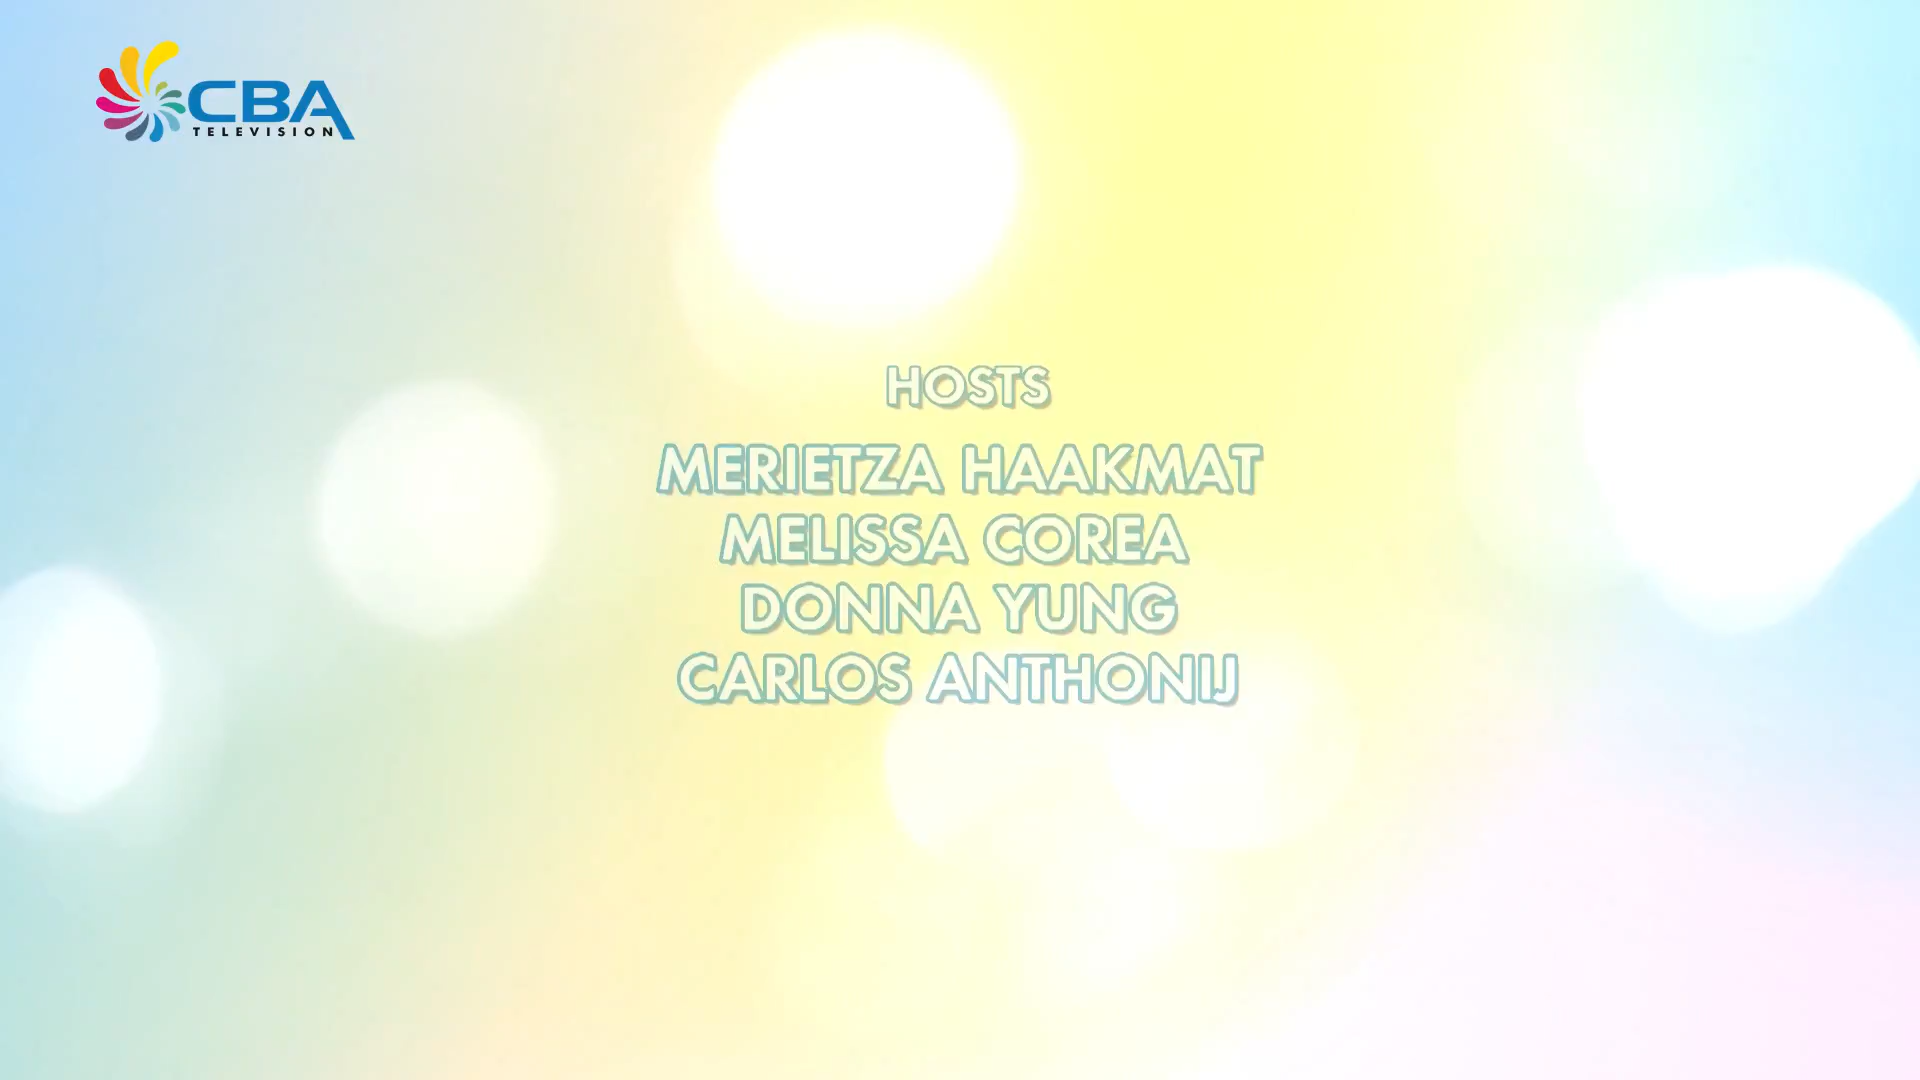 CBA
TELEVISION
HOSTS
MERIETZA HAAKMAT
MELISSA COREA
DONNA YUNG
CARLOS ANTHONIJ